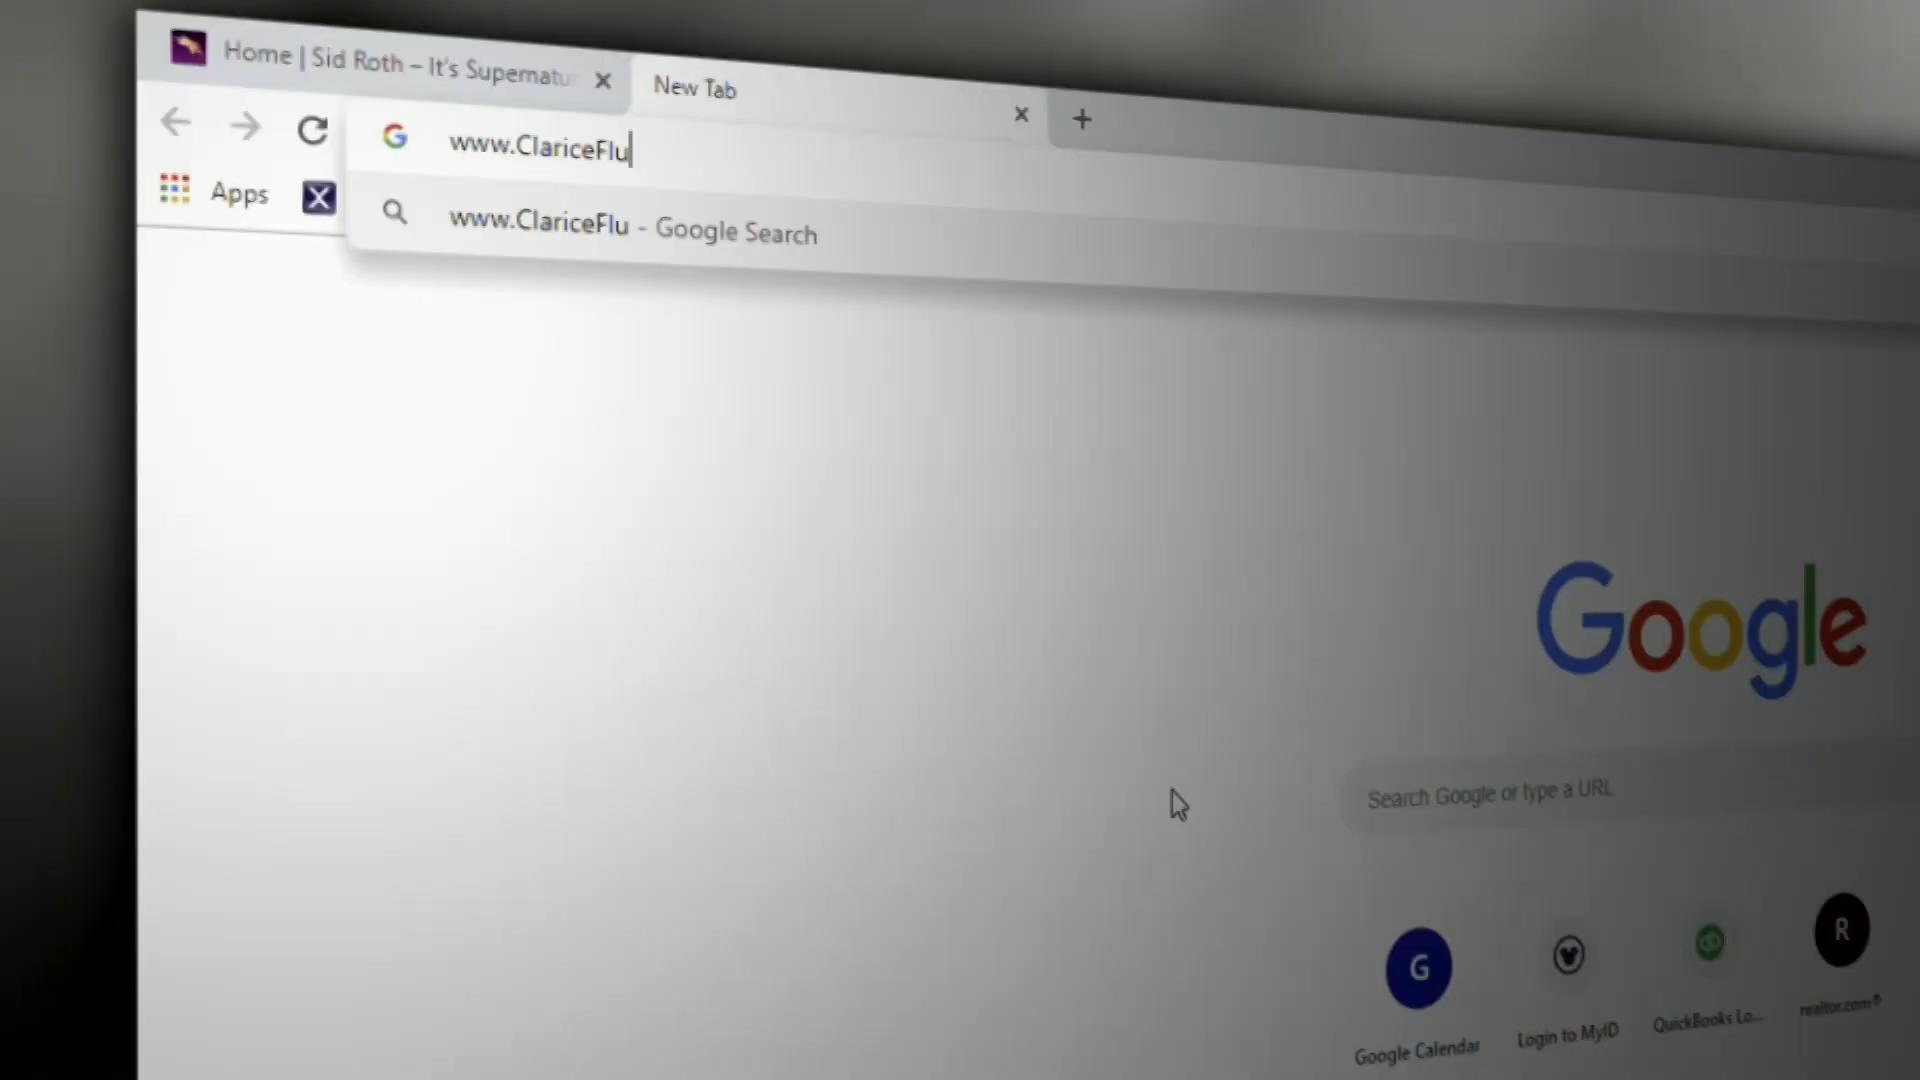 Home | Sid Roth – It's Supernatu
New Tab
www.ClariceFlu
Apps
www.ClariceFlu - Google Search
Google
Search Google or type a URL
G
R
Google Calendar
Login to MyID
QuickBooks Lo...
realtor.com®